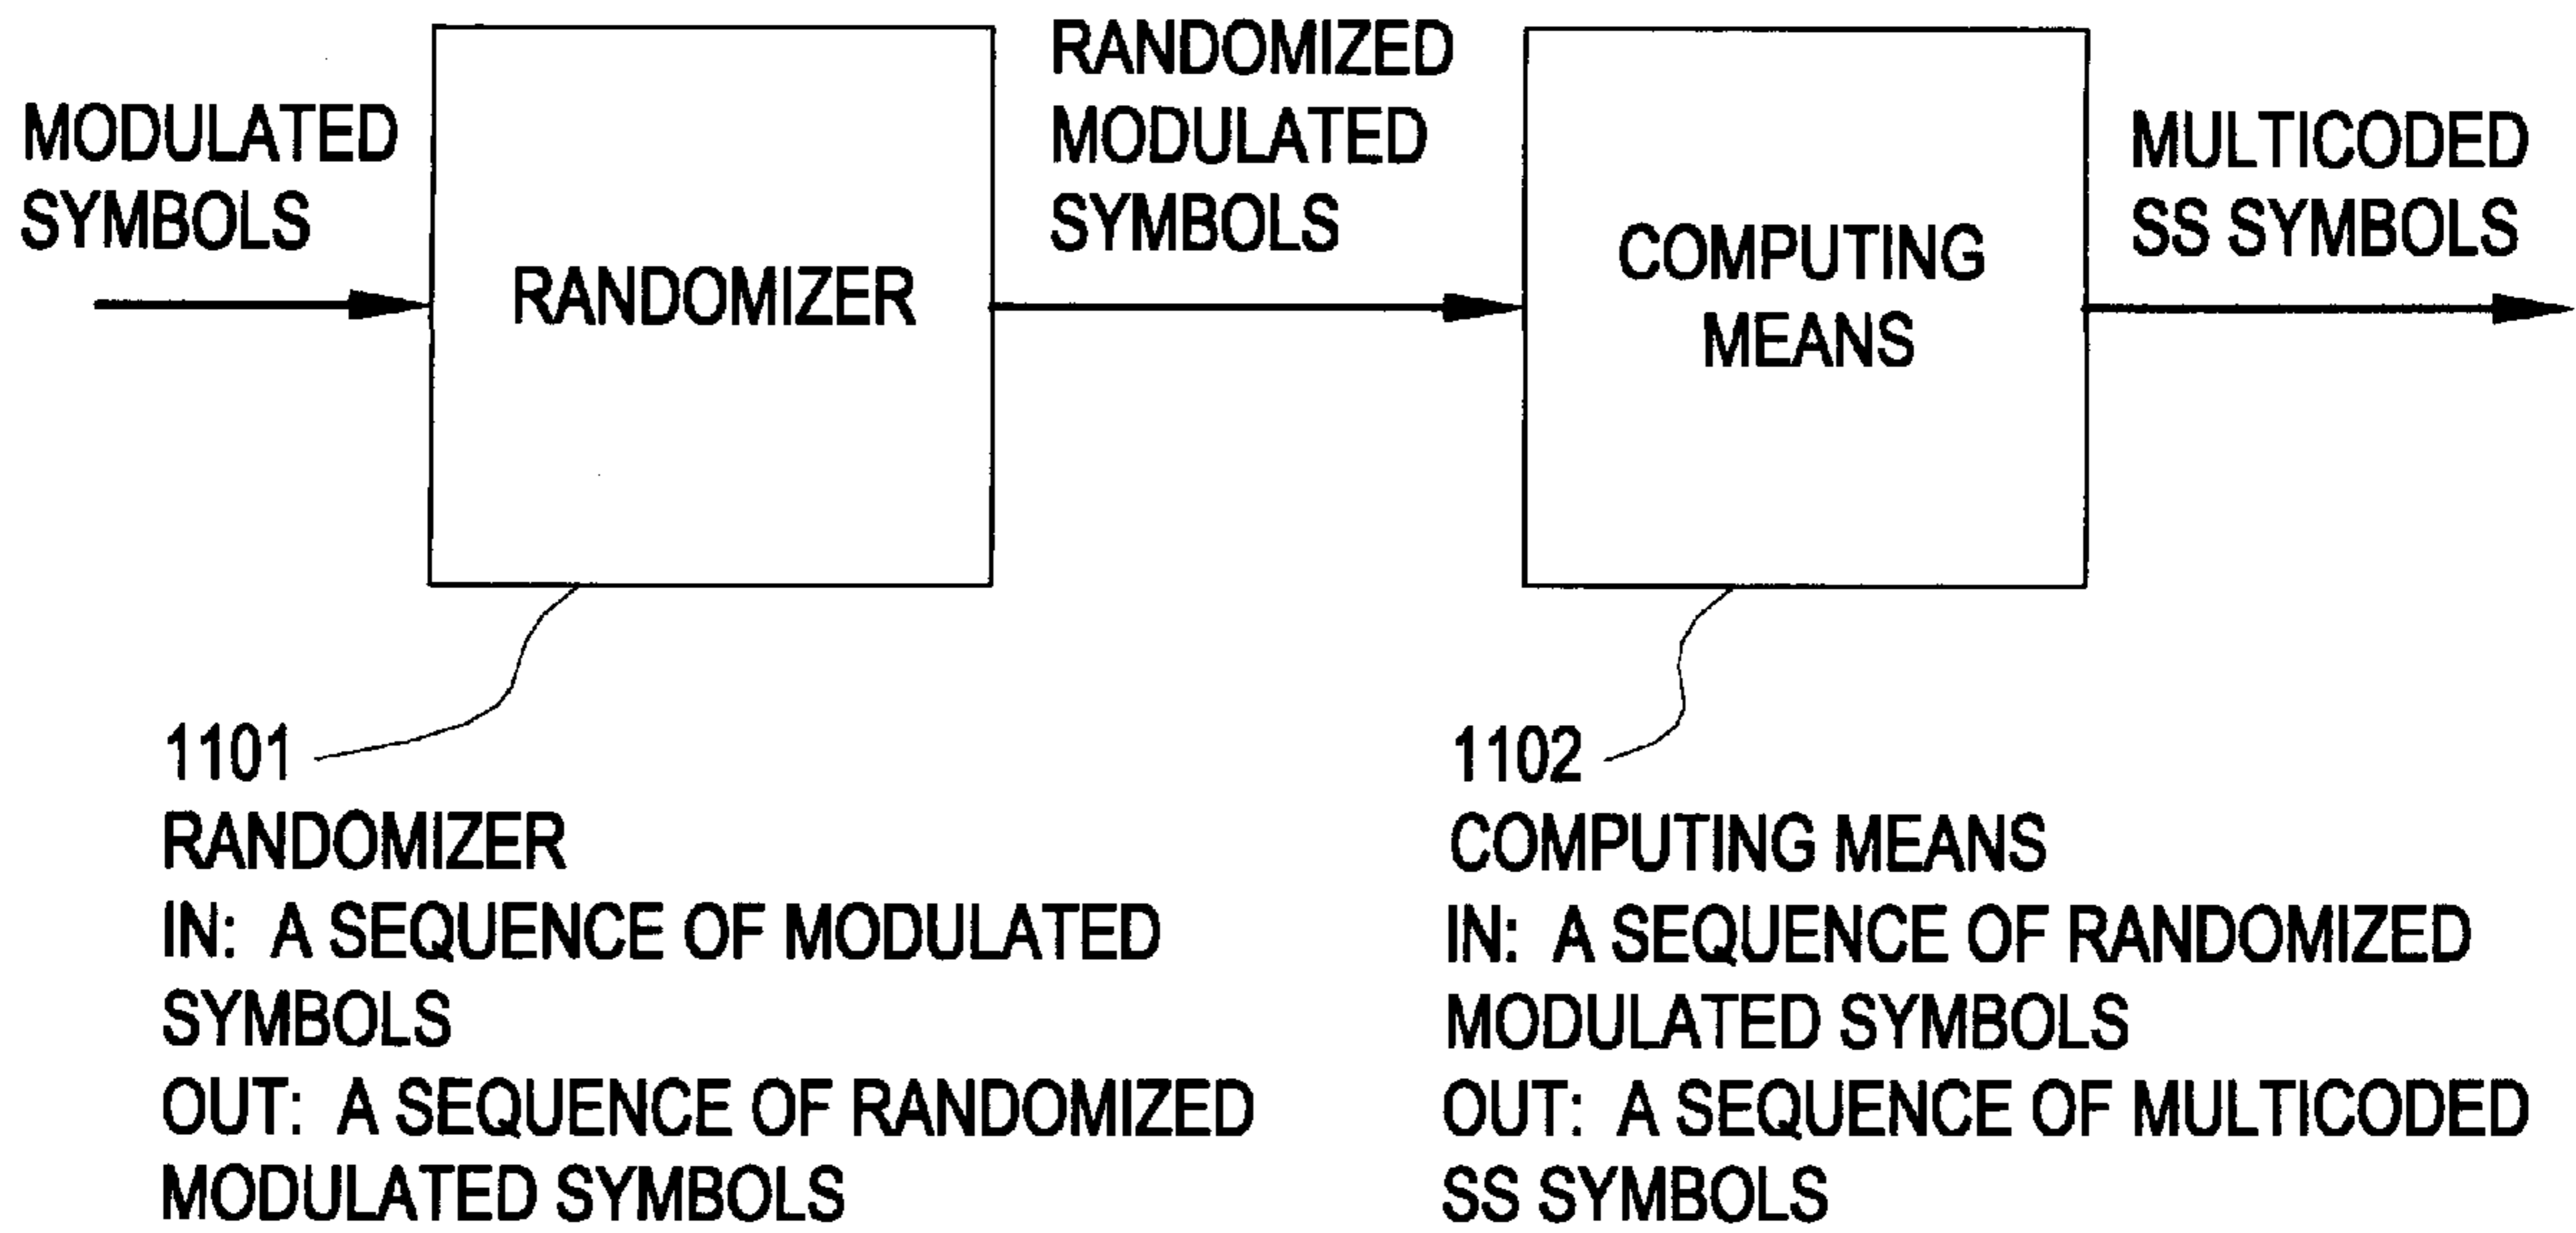 MODULATED
SYMBOLS
RANDOMIZER
RANDOMIZED
MODULATED
SYMBOLS
COMPUTING
MEANS
MULTICODED
SS SYMBOLS
1101
RANDOMIZER
IN: A SEQUENCE OF MODULATED
SYMBOLS
OUT: A SEQUENCE OF RANDOMIZED
MODULATED SYMBOLS
1102
COMPUTING MEANS
IN: A SEQUENCE OF RANDOMIZED
MODULATED SYMBOLS
OUT: A SEQUENCE OF MULTICODED
SS SYMBOLS